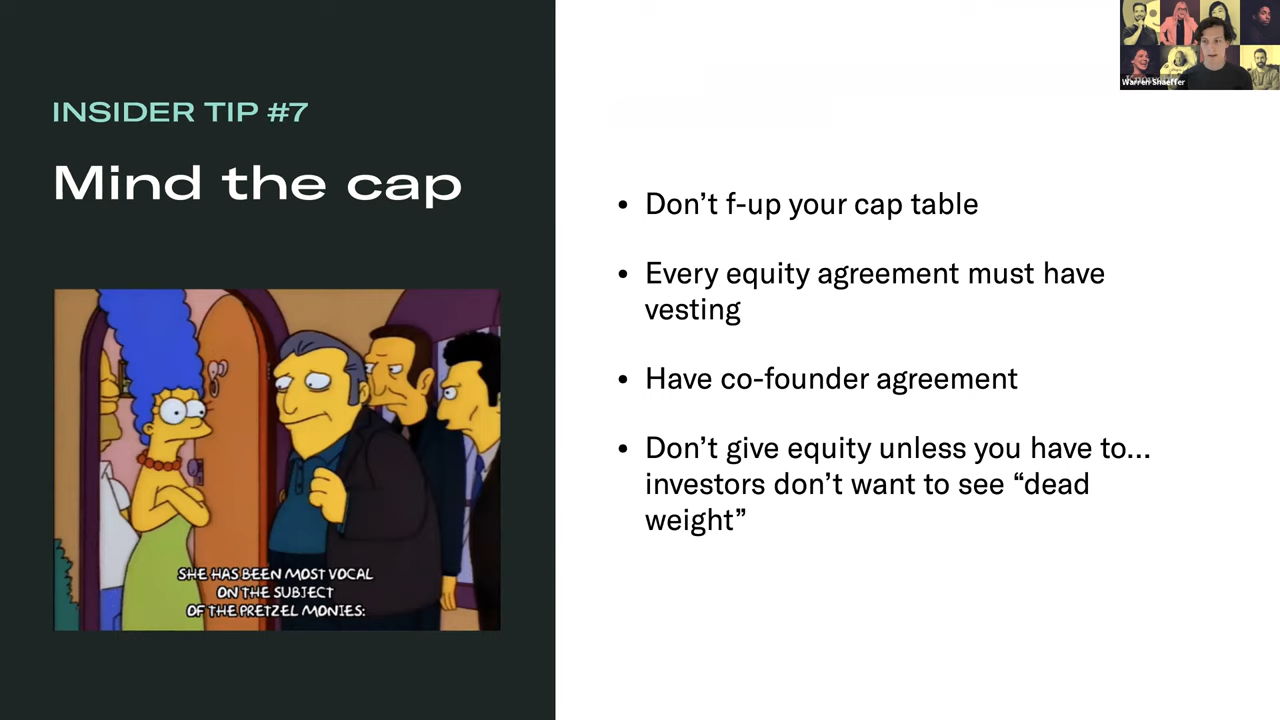 INSIDER TIP #7
Mind the cap
SHE HAS BEEN MOST VOCAL
ON THE SUBJECT
OF THE PRETZEL MONIES:
• Don’t f-up your cap table
• Every equity agreement must have
vesting
• Have co-founder agreement
• Don’t give equity unless you have to...
investors don’t want to see “dead
weight”
Warren Shaeffer